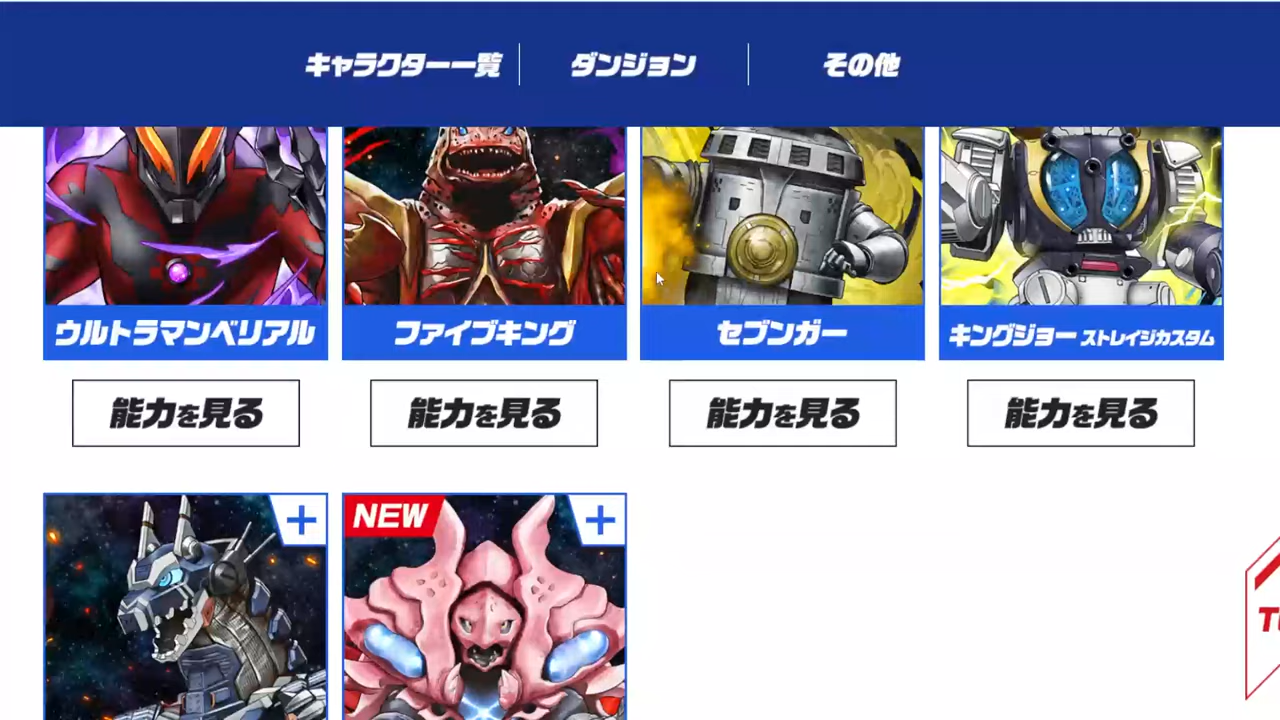 キャラクター一覧
ダンジョン
その他
ウルトラマンベリアル
ファイブキング
セブンガー
キングジョー ストレイジカスタム
能力を見る
能力を見る
能力を見る
能力を見る
NEW